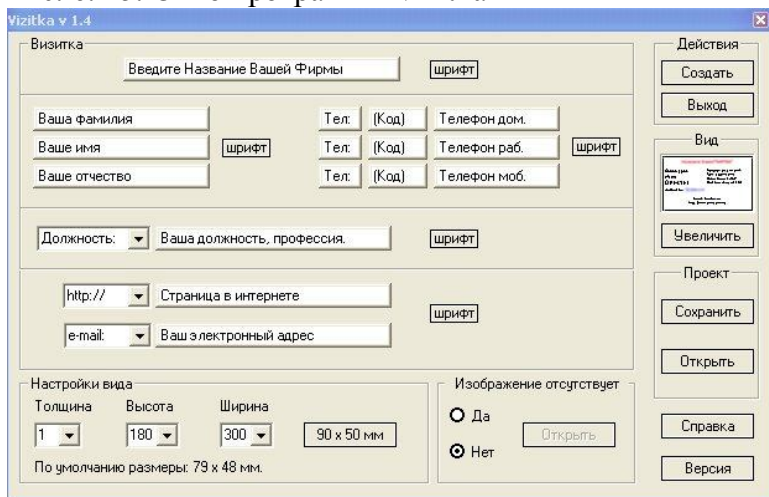 Vizitka v 1.4
Визитка
Введите Название Вашей Фирмы
шрифт
Ваша фамилия
Тел:
(Код)
Телефон дом.
Ваше имя
шрифт
Тел:
(Код)
Телефон раб.
шрифт
Ваше отчество
Тел:
(Код)
Телефон моб.
Должность:
Ваша должность, профессия.
шрифт
http://
Страница в интернете
шрифт
e-mail:
Ваш электронный адрес
Настройки вида
Толщина
Высота
Ширина
1
180
300
90 x 50 мм
По умолчанию размеры: 79 x 48 мм.
Изображение отсутствует
Да
Нет
Открыть
Действия
Создать
Выход
Вид
Увеличить
Проект
Сохранить
Открыть
Справка
Версия